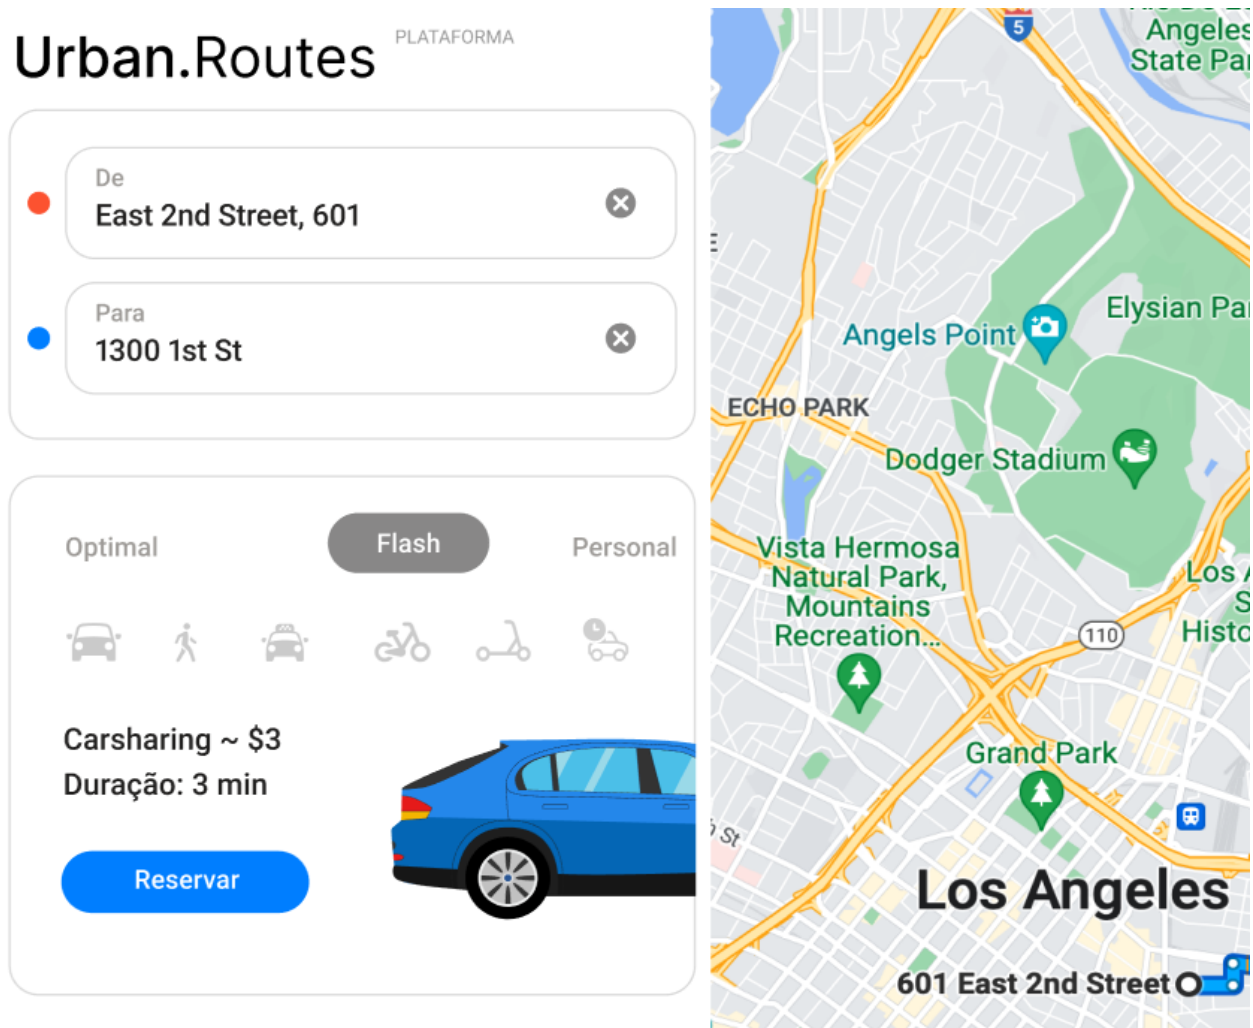 Urban.Routes
PLATAFORMA
De
East 2nd Street, 601
Para
1300 1st St
Optimal
Flash
Personal
Carsharing ~ $3
Duração: 3 min
Reservar
5
Angeles
State
Elysian
Angels Point
ECHO PARK
Dodger Stadium
Vista Hermosa
Natural Park,
Mountains
Recreation...
Los
110
Grand Park
St
Los Angeles
601 East 2nd Street